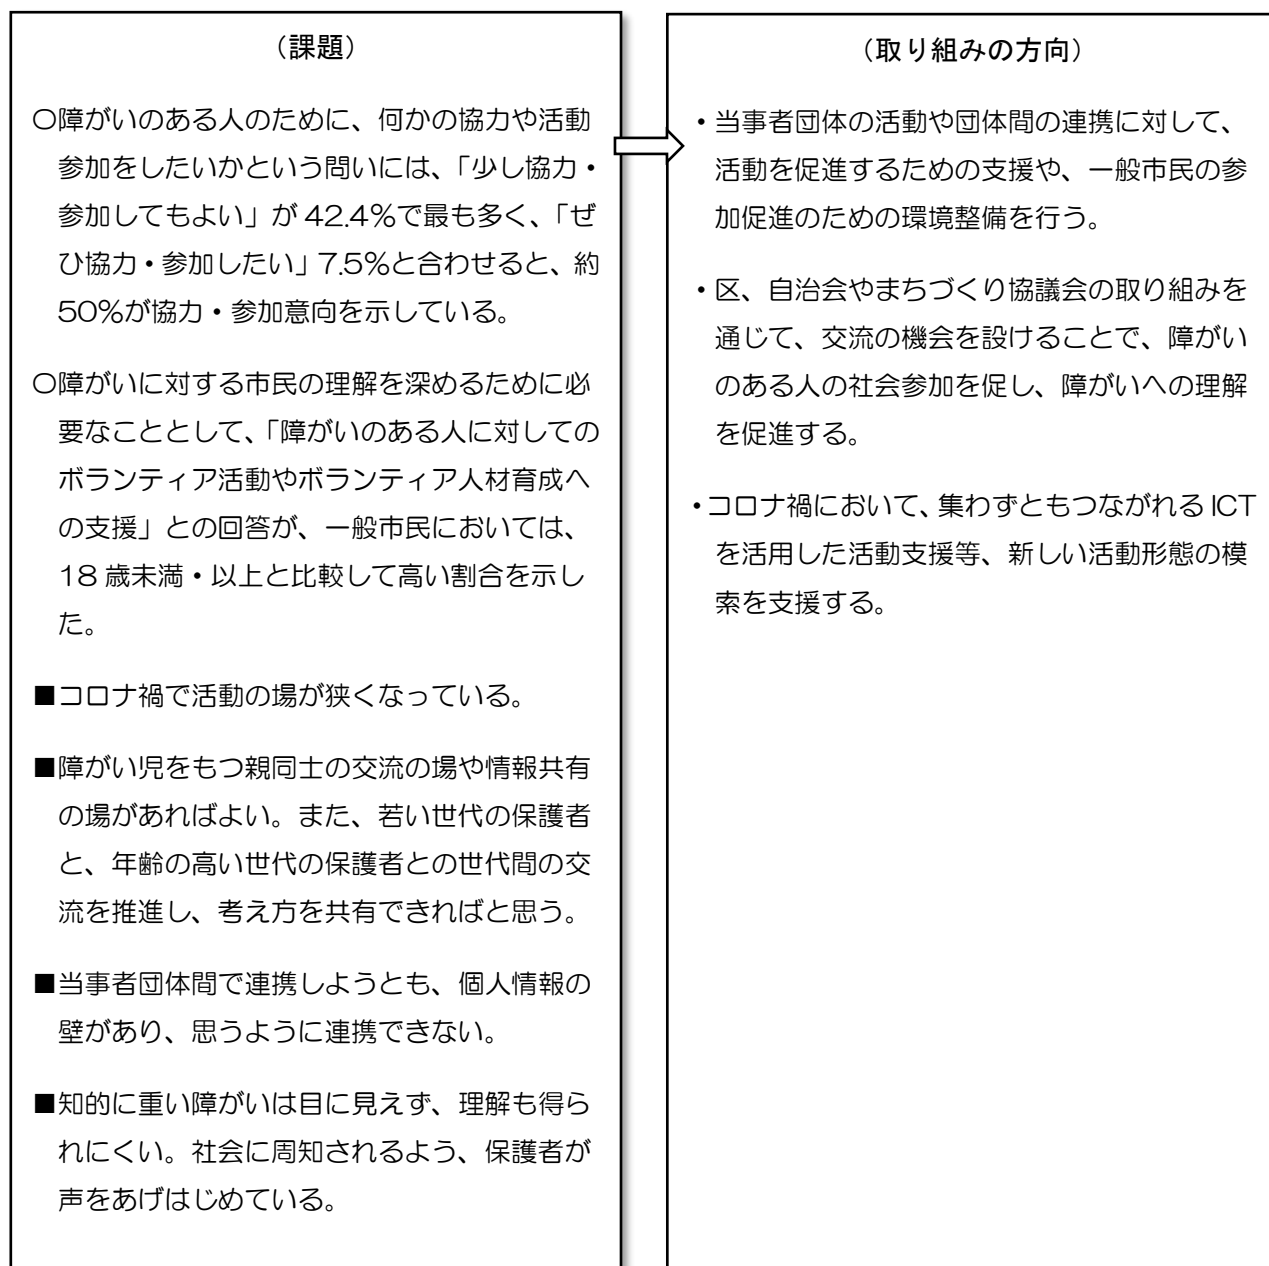 （課題）
○障がいのある人のために、何かの協力や活動
参加をしたいかという問いには、「少し協力・
参加してもよい」が 42.4％で最も多く、「ぜ
ひ協力・参加したい」7.5％と合わせると、約
50％が協力・参加意向を示している。
○障がいに対する市民の理解を深めるために必
要なこととして、「障がいのある人に対しての
ボランティア活動やボランティア人材育成へ
の支援」との回答が、一般市民においては、
18 歳未満・以上と比較して高い割合を示し
た。
■コロナ禍で活動の場が狭くなっている。
■障がい児をもつ親同士の交流の場や情報共有
の場があればよい。また、若い世代の保護者
と、年齢の高い世代の保護者との世代間の交
流を推進し、考え方を共有できればと思う。
■当事者団体間で連携しようとも、個人情報の
壁があり、思うように連携できない。
■知的に重い障がいは目に見えず、理解も得ら
れにくい。社会に周知されるよう、保護者が
声をあげはじめている。
（取り組みの方向）
・当事者団体の活動や団体間の連携に対して、
活動を促進するための支援や、一般市民の参
加促進のための環境整備を行う。
・区、自治会やまちづくり協議会の取り組みを
通じて、交流の機会を設けることで、障がい
のある人の社会参加を促し、障がいへの理解
を促進する。
・コロナ禍において、集わずともつながれる ICT
を活用した活動支援等、新しい活動形態の模
索を支援する。